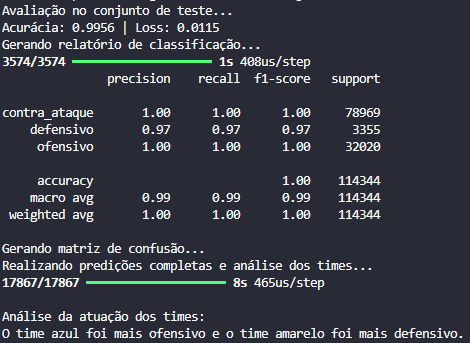 Avaliação no conjunto de teste...
Acurácia: 0.9956 | Loss: 0.0115
Gerando relatório de classificação...
3574/3574 ━━━━━━━━━━━━━━━━━━━━ 1s 408us/step
precision recall f1-score support
contra_ataque 1.00 1.00 1.00 78969
defensivo 0.97 0.97 0.97 3355
ofensivo 1.00 1.00 1.00 32020
accuracy 1.00 114344
macro avg 0.99 0.99 0.99 114344
weighted avg 1.00 1.00 1.00 114344
Gerando matriz de confusão...
Realizando predições completas e análise dos times...
17867/17867 ━━━━━━━━━━━━━━━━━━━━ 8s 465us/step
Análise da atuação dos times:
O time azul foi mais ofensivo e o time amarelo foi mais defensivo.